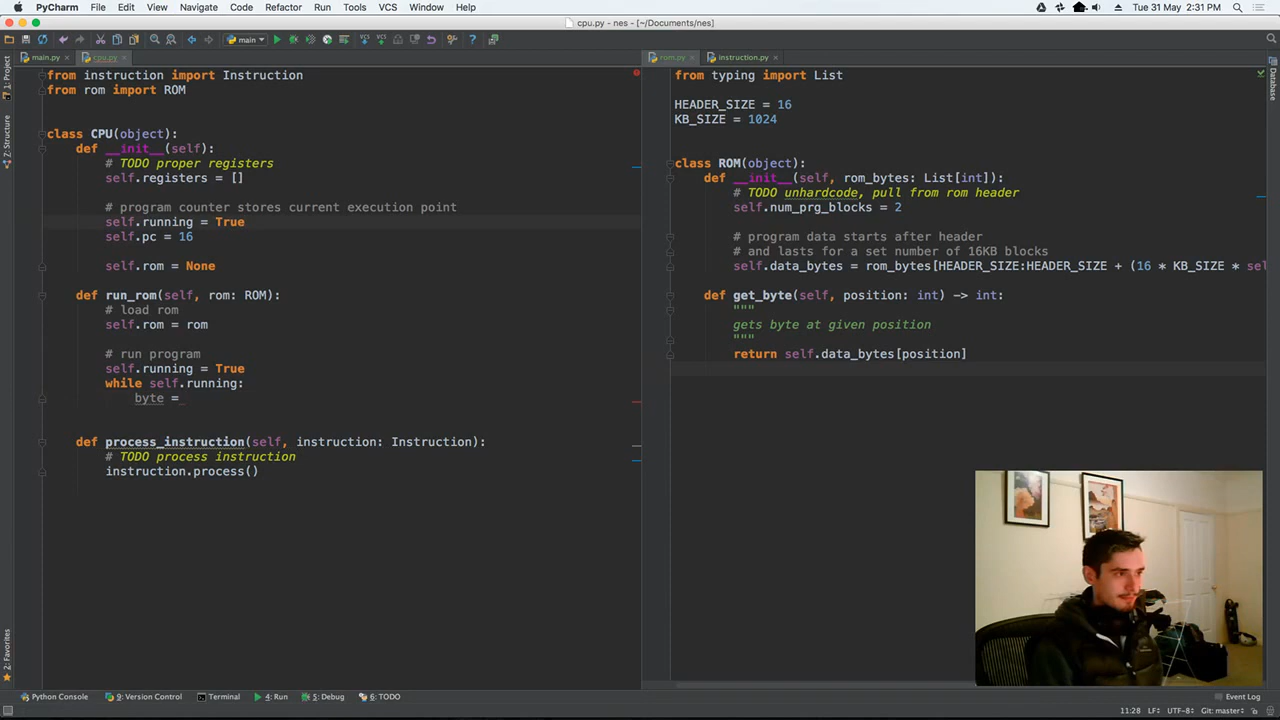 PyCharm File Edit View Navigate Code Refactor Run Tools VCS Window Help Tue 31 May 2:31 PM
cpu.py - nes - [~/Documents/nes]
main
main.py cpu.py rom.py instruction.py
1: Project
Z: Structure
2: Favorites
Database
from instruction import Instruction
from rom import ROM
class CPU(object):
def __init__(self):
# TODO proper registers
self.registers = []
# program counter stores current execution point
self.running = True
self.pc = 16
self.rom = None
def run_rom(self, rom: ROM):
# load rom
self.rom = rom
# run program
self.running = True
while self.running:
byte =
def process_instruction(self, instruction: Instruction):
# TODO process instruction
instruction.process()
from typing import List
HEADER_SIZE = 16
KB_SIZE = 1024
class ROM(object):
def __init__(self, rom_bytes: List[int]):
# TODO unhardcode, pull from rom header
self.num_prg_blocks = 2
# program data starts after header
# and lasts for a set number of 16KB blocks
self.data_bytes = rom_bytes[HEADER_SIZE:HEADER_SIZE + (16 * KB_SIZE * sel
def get_byte(self, position: int) -> int:
"""
gets byte at given position
"""
return self.data_bytes[position]
Python Console 9: Version Control Terminal 4: Run 5: Debug 6: TODO Event Log
11:28 LF÷ UTF-8÷ Git: master÷